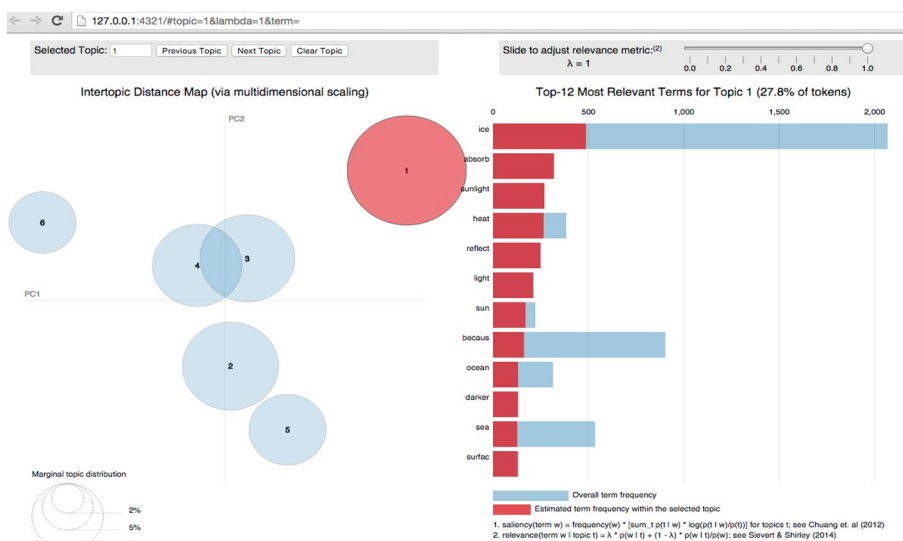 127.0.0.1:4321/#topic=1&lambda=1&term=
Selected Topic: 1 Previous Topic Next Topic Clear Topic
Slide to adjust relevance metric:(2)
λ = 1
0.0 0.2 0.4 0.6 0.8 1.0
Intertopic Distance Map (via multidimensional scaling)
PC2
PC1
1
6
4
3
2
5
Marginal topic distribution
2%
5%
Top-12 Most Relevant Terms for Topic 1 (27.8% of tokens)
0 500 1,000 1,500 2,000
ice
absorb
sunlight
heat
reflect
light
sun
becaus
ocean
darker
sea
surfac
Overall term frequency
Estimated term frequency within the selected topic
1. saliency(term w) = frequency(w) * [sum_t p(t | w) * log(p(t | w)/p(t))] for topics t; see Chuang et. al (2012)
2. relevance(term w | topic t) = λ * p(w | t) + (1 - λ) * p(w | t)/p(w); see Sievert & Shirley (2014)